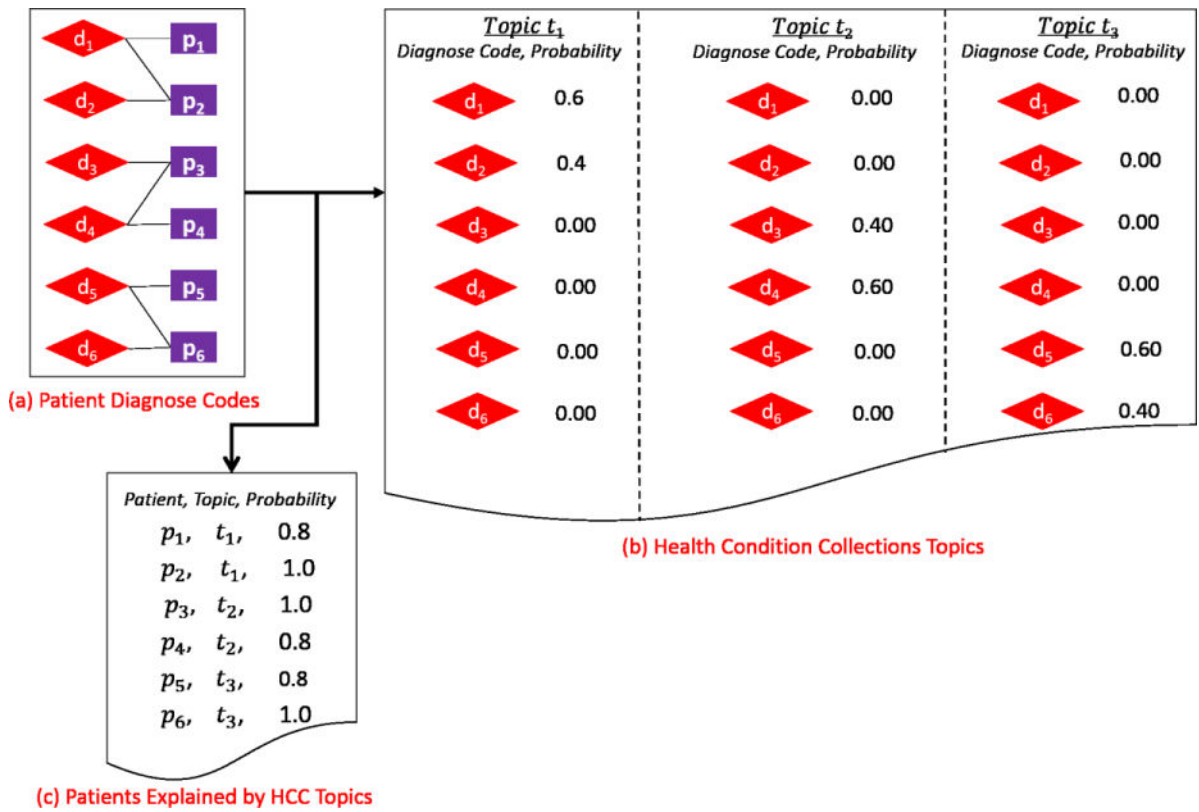 d1 p1
d2 p2
d3 p3
d4 p4
d5 p5
d6 p6
(a) Patient Diagnose Codes
Topic t1
Diagnose Code, Probability
d1 0.6
d2 0.4
d3 0.00
d4 0.00
d5 0.00
d6 0.00
Topic t2
Diagnose Code, Probability
d1 0.00
d2 0.00
d3 0.40
d4 0.60
d5 0.00
d6 0.00
Topic t3
Diagnose Code, Probability
d1 0.00
d2 0.00
d3 0.00
d4 0.00
d5 0.60
d6 0.40
(b) Health Condition Collections Topics
Patient, Topic, Probability
p1, t1, 0.8
p2, t1, 1.0
p3, t2, 1.0
p4, t2, 0.8
p5, t3, 0.8
p6, t3, 1.0
(c) Patients Explained by HCC Topics